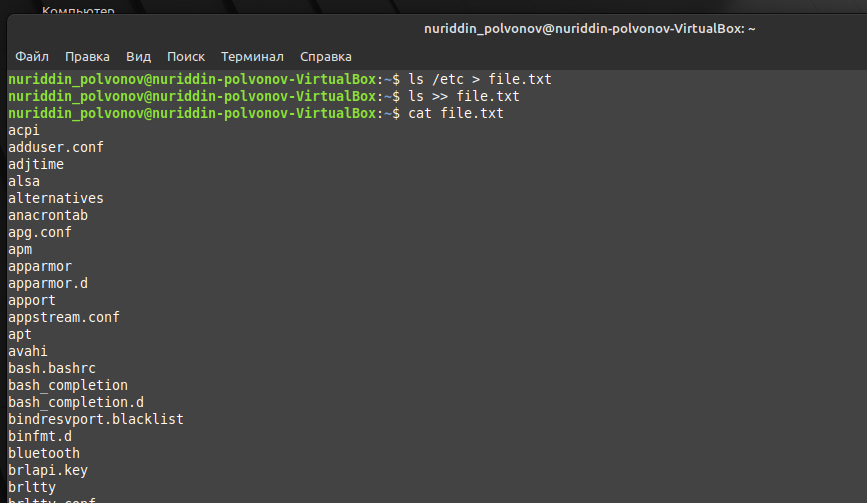 Компьютер
nuriddin_polvonov@nuriddin-polvonov-VirtualBox: ~
Файл Правка Вид Поиск Терминал Справка
nuriddin_polvonov@nuriddin-polvonov-VirtualBox:~$ ls /etc > file.txt
nuriddin_polvonov@nuriddin-polvonov-VirtualBox:~$ ls >> file.txt
nuriddin_polvonov@nuriddin-polvonov-VirtualBox:~$ cat file.txt
acpi
adduser.conf
adjtime
alsa
alternatives
anacrontab
apg.conf
apm
apparmor
apparmor.d
apport
appstream.conf
apt
avahi
bash.bashrc
bash_completion
bash_completion.d
bindresvport.blacklist
binfmt.d
bluetooth
brlapi.key
brltty
brltty.conf